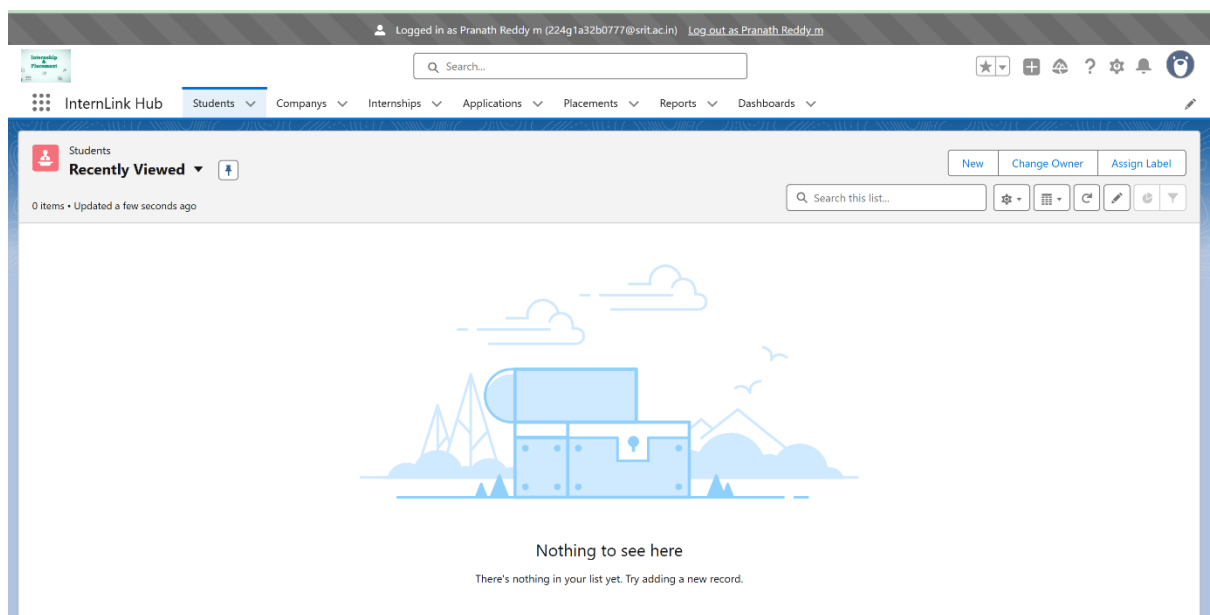 Logged in as Pranath Reddy m (224g1a32b0777@srit.ac.in) Log out as Pranath Reddy m
Internship
&
Placement
Search...
InternLink Hub Students Companys Internships Applications Placements Reports Dashboards
Students
Recently Viewed
New Change Owner Assign Label
0 items • Updated a few seconds ago
Search this list...
Nothing to see here
There's nothing in your list yet. Try adding a new record.